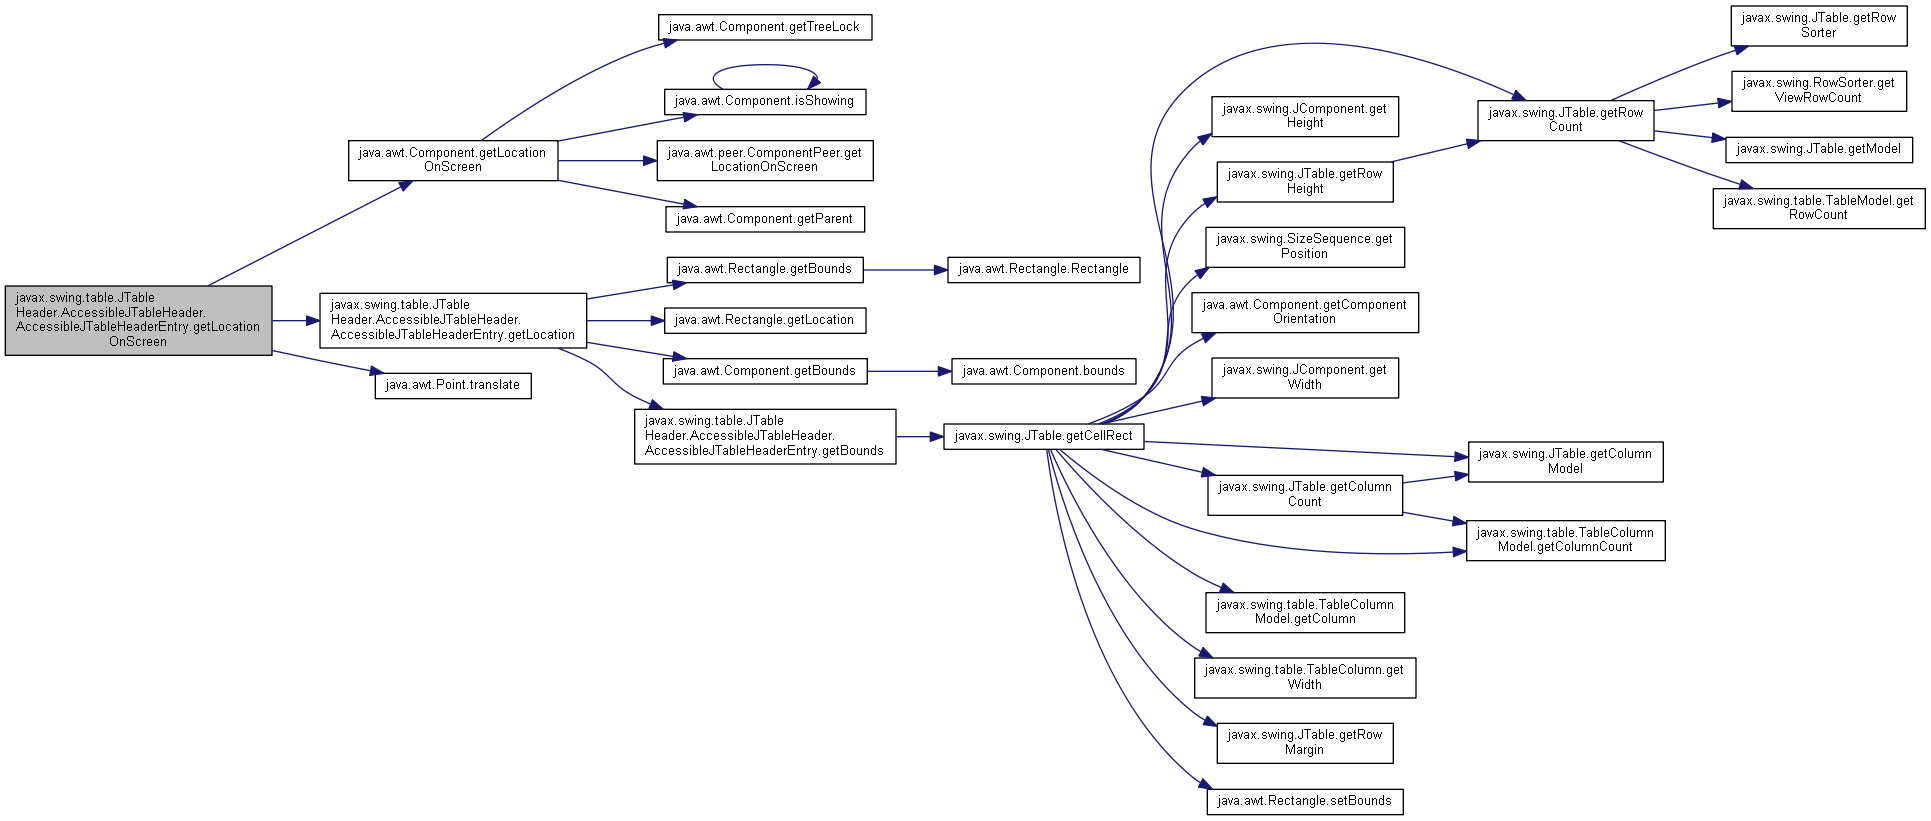 javax.swing.table.JTable
Header.AccessibleJTableHeader.
AccessibleJTableHeaderEntry.getLocation
OnScreen
java.awt.Component.getLocation
OnScreen
javax.swing.table.JTable
Header.AccessibleJTableHeader.
AccessibleJTableHeaderEntry.getLocation
java.awt.Point.translate
java.awt.Component.getTreeLock
java.awt.Component.isShowing
java.awt.peer.ComponentPeer.get
LocationOnScreen
java.awt.Component.getParent
java.awt.Rectangle.getBounds
java.awt.Rectangle.getLocation
java.awt.Component.getBounds
javax.swing.table.JTable
Header.AccessibleJTableHeader.
AccessibleJTableHeaderEntry.getBounds
java.awt.Rectangle.Rectangle
java.awt.Component.bounds
javax.swing.JTable.getCellRect
javax.swing.JComponent.get
Height
javax.swing.JTable.getRow
Height
javax.swing.SizeSequence.get
Position
java.awt.Component.getComponent
Orientation
javax.swing.JComponent.get
Width
javax.swing.JTable.getColumn
Count
javax.swing.table.TableColumn
Model.getColumn
javax.swing.table.TableColumn.get
Width
javax.swing.JTable.getRow
Margin
java.awt.Rectangle.setBounds
javax.swing.JTable.getRow
Count
javax.swing.JTable.getColumn
Model
javax.swing.table.TableColumn
Model.getColumnCount
javax.swing.JTable.getRow
Sorter
javax.swing.RowSorter.get
ViewRowCount
javax.swing.JTable.getModel
javax.swing.table.TableModel.get
RowCount